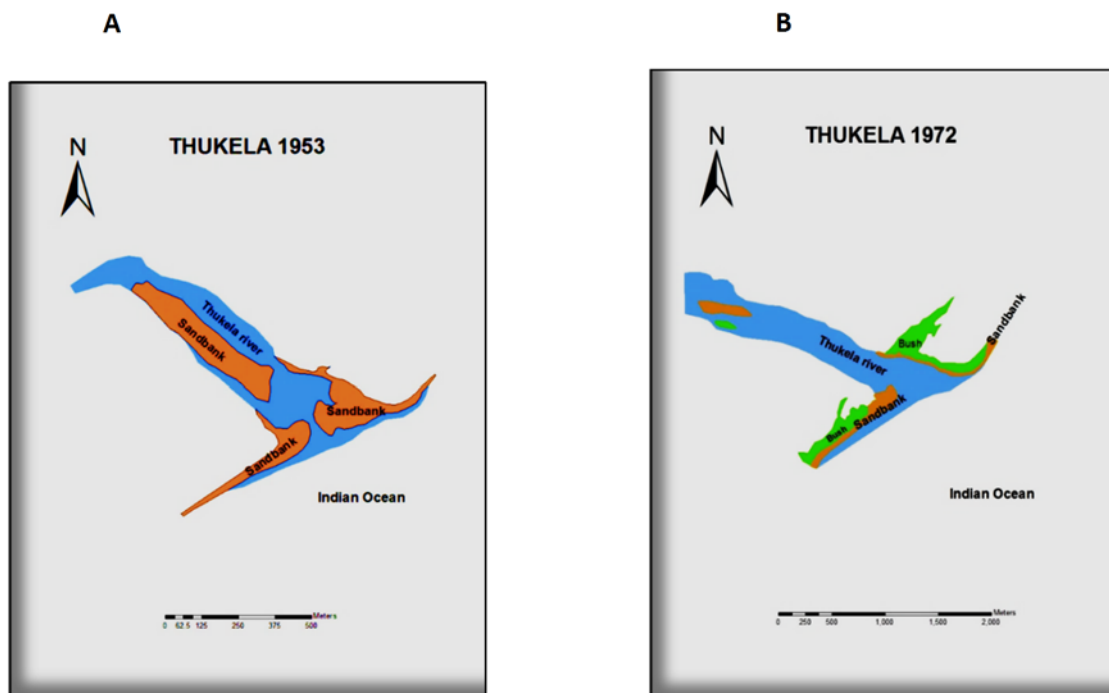 A
N
THUKELA 1953
Thukela river
Sandbank
Sandbank
Sandbank
Indian Ocean
Meters
0 62.5 125 250 375 500
B
N
THUKELA 1972
Sandbank
Bush
Thukela river
Sandbank
Bush
Indian Ocean
Meters
0 250 500 1,000 1,500 2,000